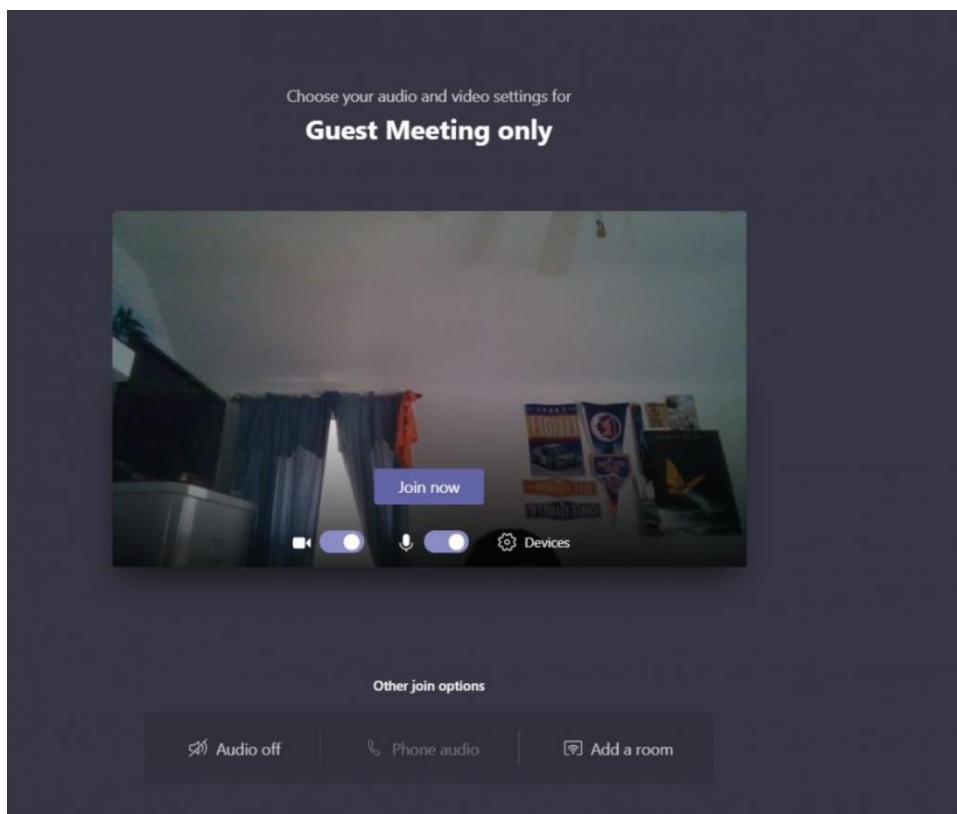 Choose your audio and video settings for
Guest Meeting only
Join now
Devices
Other join options
Audio off
Phone audio
Add a room